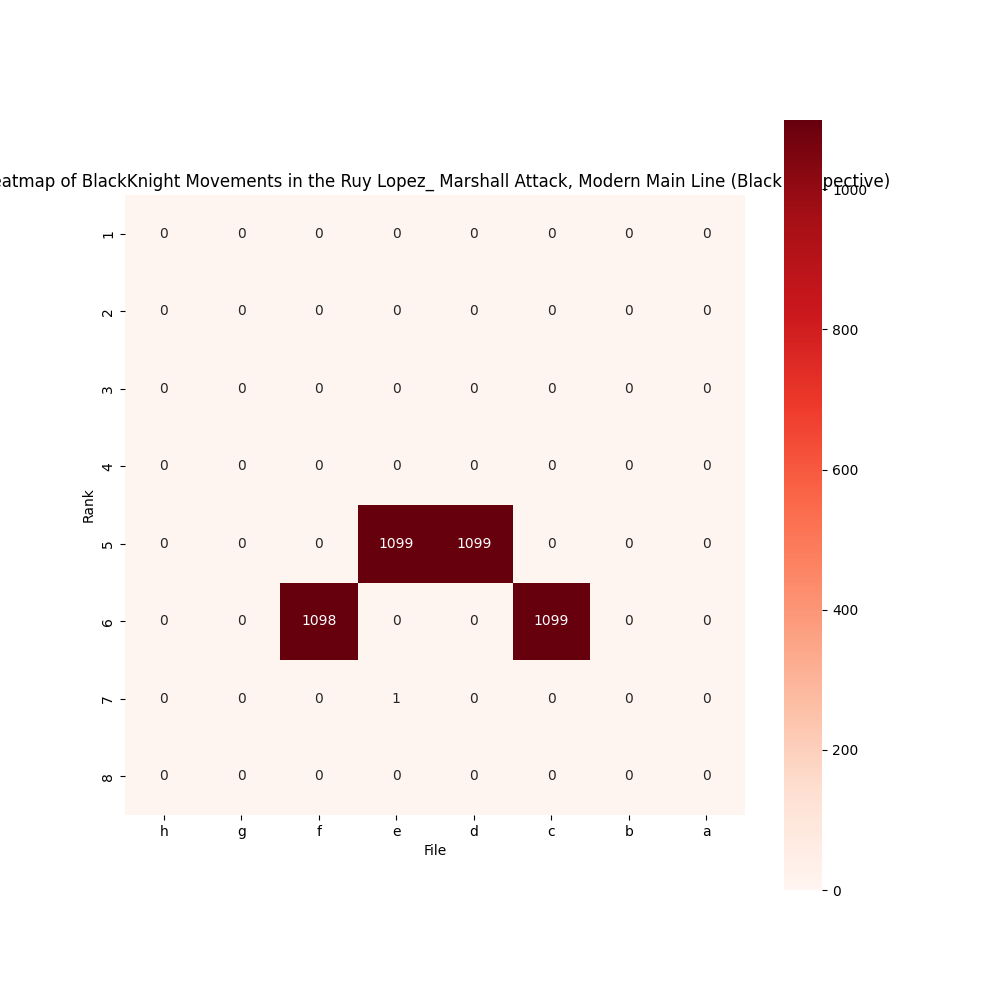 eatmap of BlackKnight Movements in the Ruy Lopez_ Marshall Attack, Modern Main Line (Black pective)
1 0 0 0 0 0 0 0 0
2 0 0 0 0 0 0 0 0
3 0 0 0 0 0 0 0 0
4 0 0 0 0 0 0 0 0
Rank
5 0 0 0 1099 1099 0 0 0
6 0 0 1098 0 0 1099 0 0
7 0 0 0 1 0 0 0 0
8 0 0 0 0 0 0 0 0
h g f e d c b a
File
1000
800
600
400
200
0